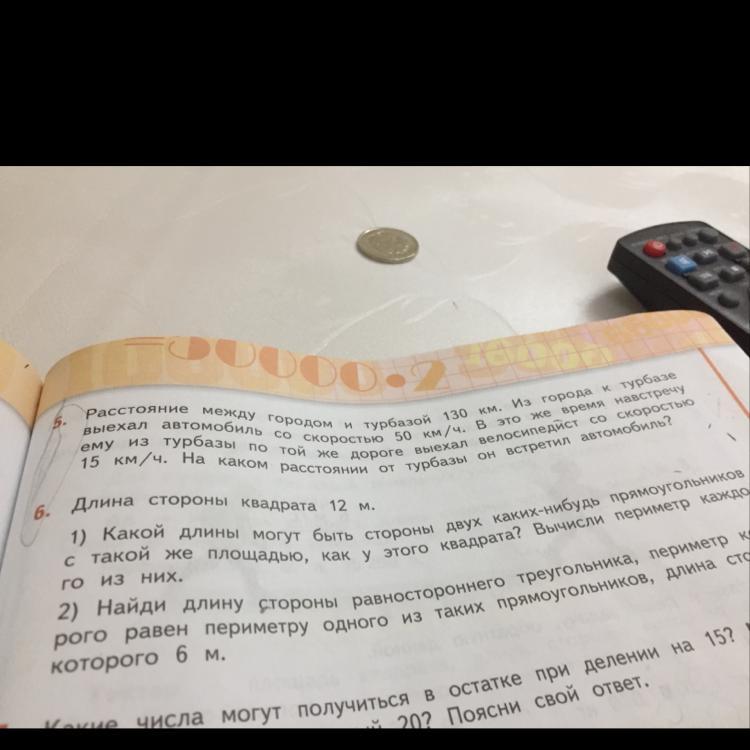 =30000•2
5. Расстояние между городом и турбазой 130 км. Из города к турбазе
выехал автомобиль со скоростью 50 км/ч. В это же время навстречу
ему из турбазы по той же дороге выехал велосипедист со скоростью
15 км/ч. На каком расстоянии от турбазы он встретил автомобиль?
6. Длина стороны квадрата 12 м.
1) Какой длины могут быть стороны двух каких-нибудь прямоугольников
с такой же площадью, как у этого квадрата? Вычисли периметр каждо
го из них.
2) Найди длину стороны равностороннего треугольника, периметр к
рого равен периметру одного из таких прямоугольников, длина сто
которого 6 м.
Какие числа могут получиться в остатке при делении на 15?
20? Поясни свой ответ.